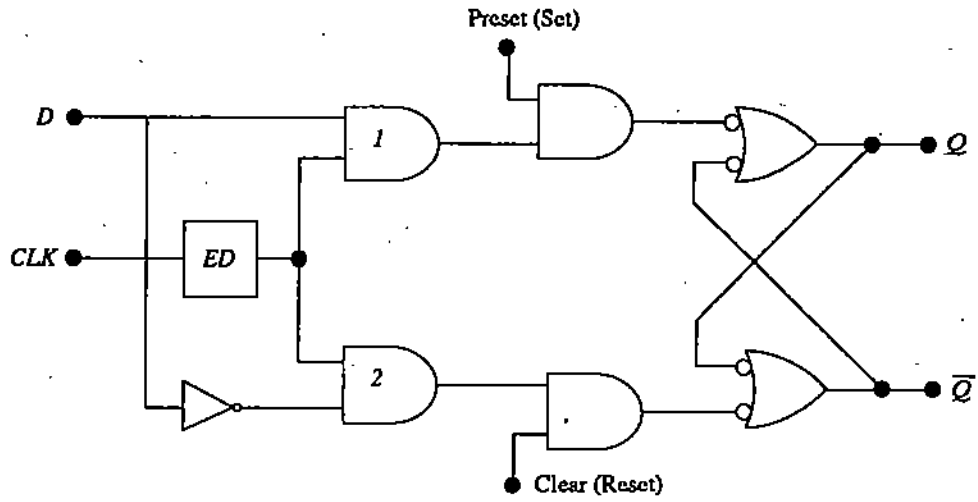 Preset (Set)
D
1
Q
CLK
ED
2
Q̅
Clear (Reset)